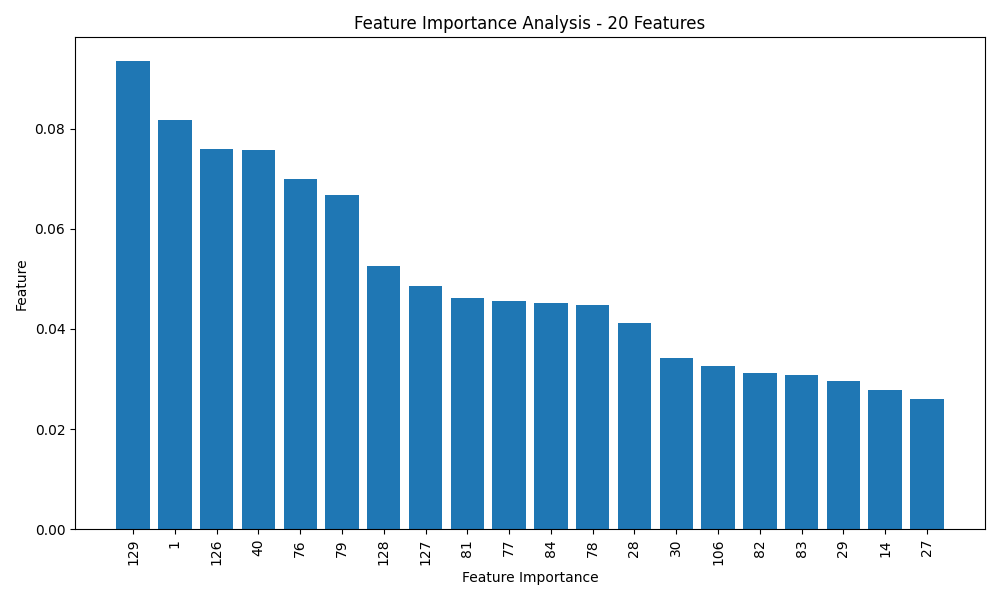 Feature Importance Analysis - 20 Features
Feature
0.08
0.06
0.04
0.02
0.00
129 1 126 40 76 79 128 127 81 77 84 78 28 30 106 82 83 29 14 27
Feature Importance